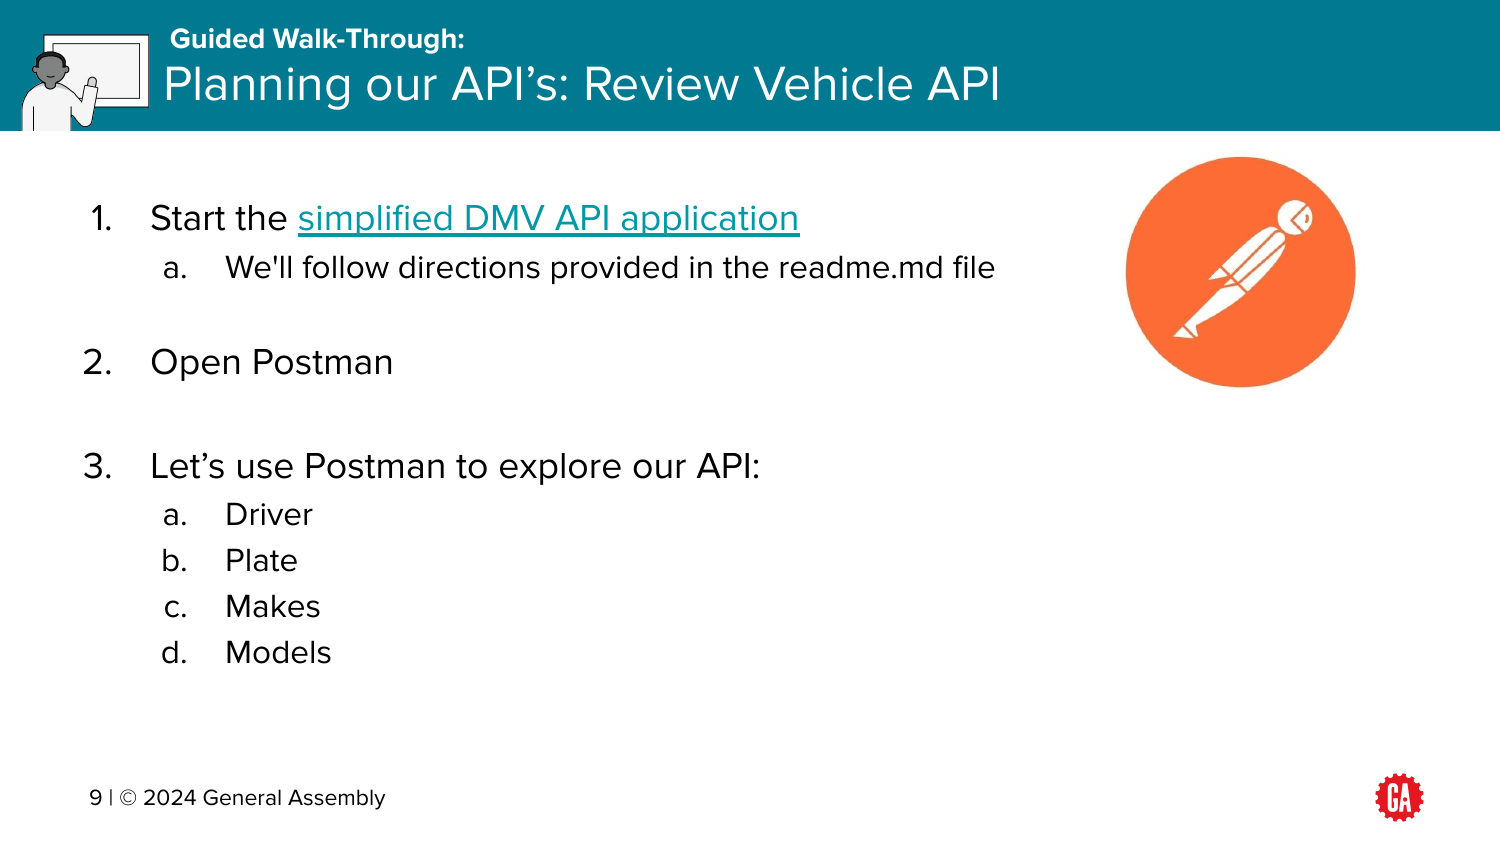 Guided Walk-Through:
Planning our API’s: Review Vehicle API
1. Start the simplified DMV API application
a. We'll follow directions provided in the readme.md file
2. Open Postman
3. Let’s use Postman to explore our API:
a. Driver
b. Plate
c. Makes
d. Models
9 | © 2024 General Assembly
GA